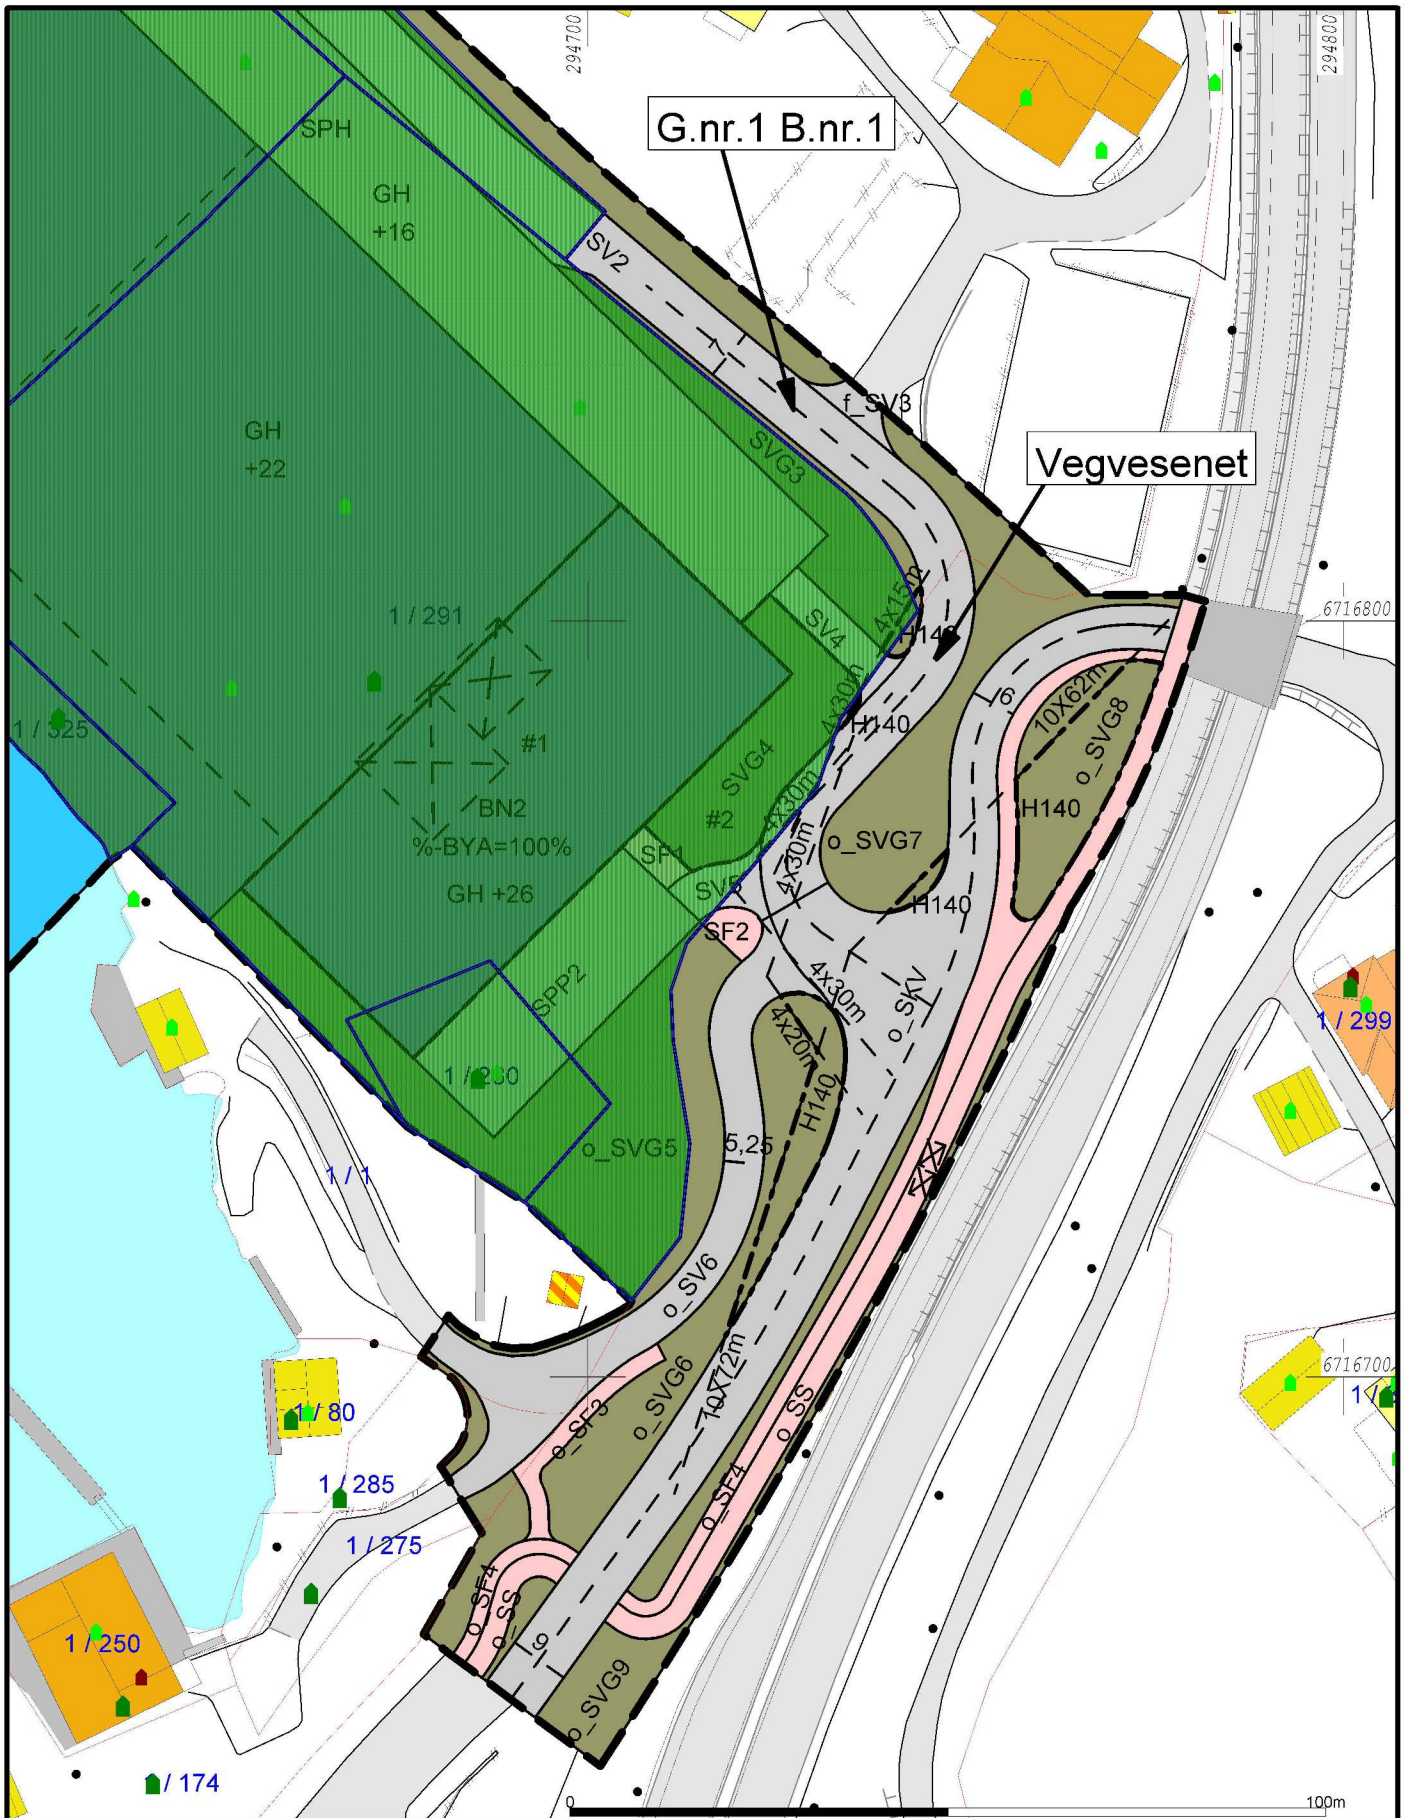 294700
294800
G.nr.1 B.nr.1
SPH
GH
+16
SV2
7
f_SV3
GH
+22
SVG3
Vegvesenet
4x15m
6716800
1 / 291
SV4
H140
4x30m
6
10X62m
o_SVG8
H140
1 / 325
#1
SVG4
BN2
#2
4x30m
H140
%-BYA=100%
SF1
o_SVG7
GH +26
SV5
4x30m
H140
SF2
SPP2
4x30m
o_SKV
4x20m
1 / 299
1 / 230
H140
o_SVG5
5,25
1 / 1
o_SV6
6716700
o_SVG6
10X72m
1 / 80
o_SF3
o_SS
1 / 285
o_SF4
1 / 275
o_SF4
o_SS
1 / 250
9
o_SVG9
/ 174
0
100m